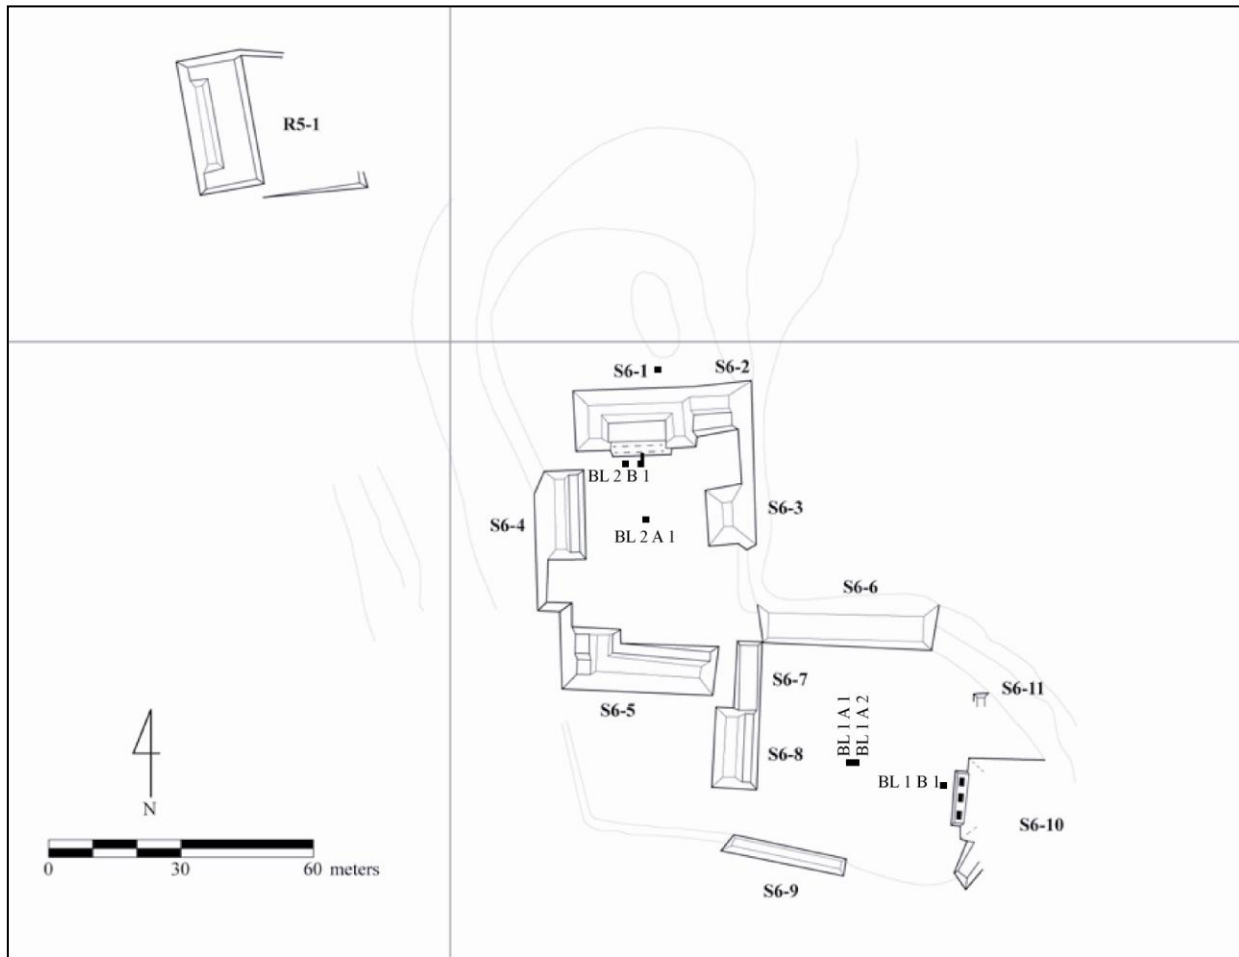 R5-1
S6-1
S6-2
BL 2 B 1
S6-4
S6-3
BL 2 A 1
S6-6
S6-7
S6-11
S6-5
BL 1 A 1
BL 1 A 2
S6-8
BL 1 B 1
S6-10
S6-9
N
0 30 60 meters